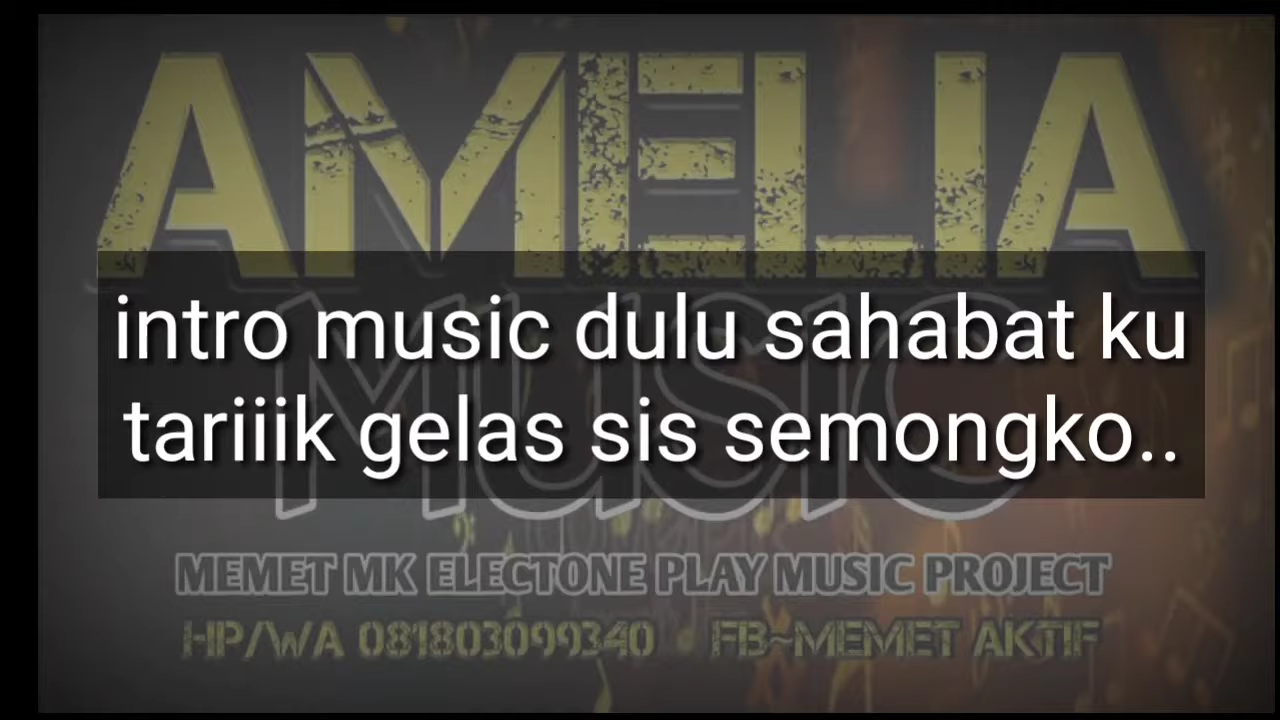 AMELIA
MUSIC
intro music dulu sahabat ku
tariiik gelas sis semongko..
MEMET MK ELECTONE PLAY MUSIC PROJECT
HP/WA 081803099340 • FB~MEMET AKTIF